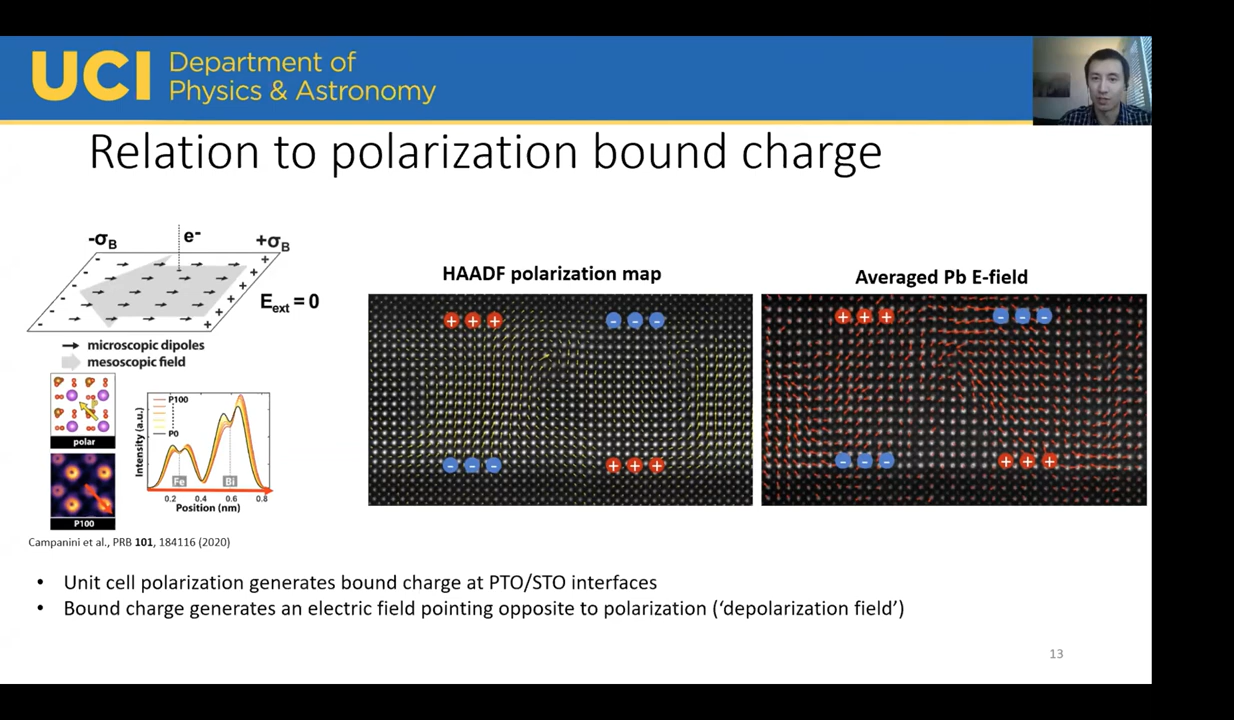 UCI
Department of
Physics & Astronomy
Relation to polarization bound charge
-σB
e-
+σB
Eext = 0
microscopic dipoles
mesoscopic field
polar
P100
P100
P0
Intensity (a.u.)
Fe
Bi
0.2 0.4 0.6 0.8
Position (nm)
Campanini et al., PRB 101, 184116 (2020)
HAADF polarization map
+ + +
- - -
- - -
+ + +
Averaged Pb E-field
+ + +
- - -
- - -
+ + +
• Unit cell polarization generates bound charge at PTO/STO interfaces
• Bound charge generates an electric field pointing opposite to polarization (‘depolarization field’)
13